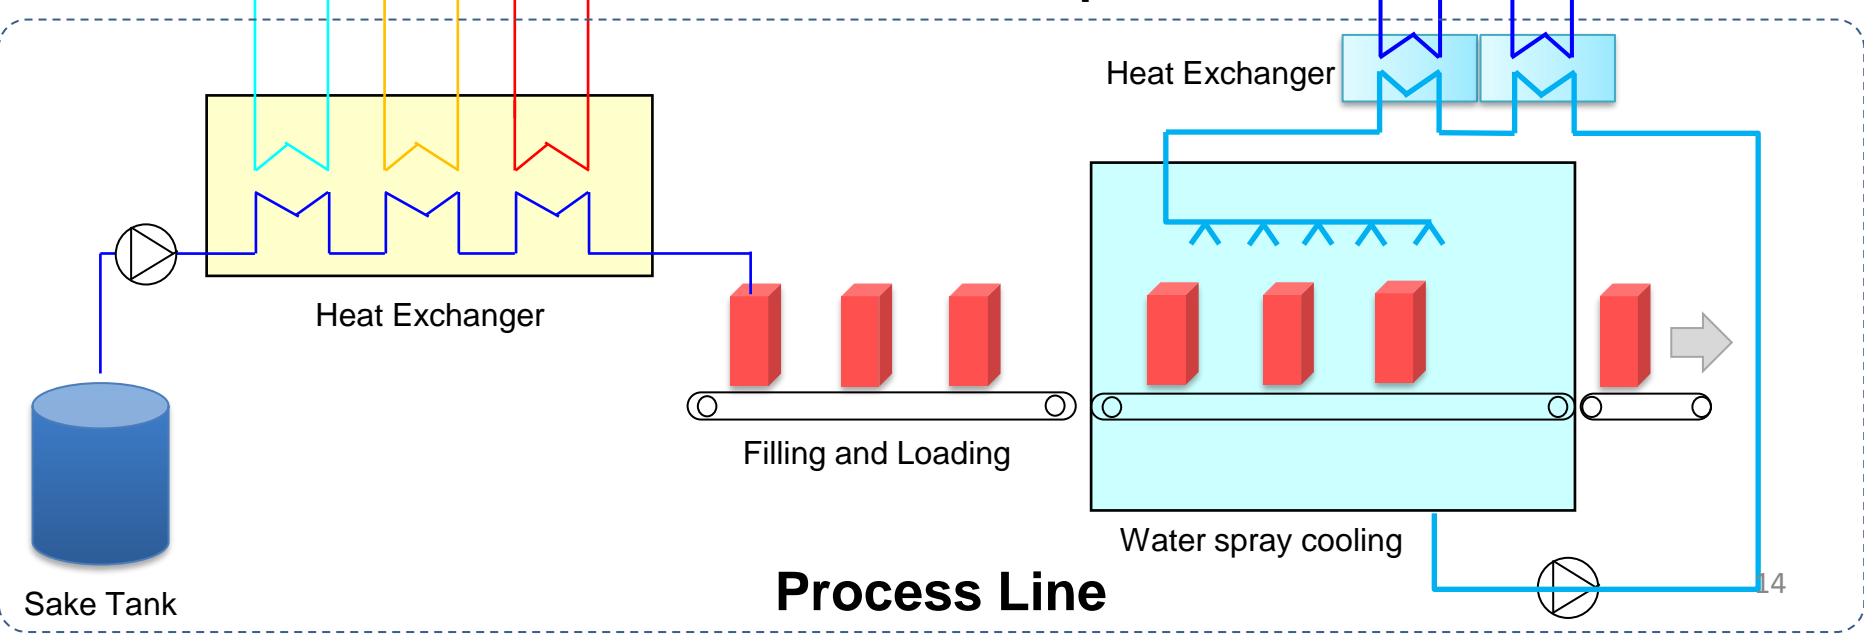 Heat Exchanger
Heat Exchanger
Filling and Loading
Water spray cooling
Sake Tank
Process Line
14